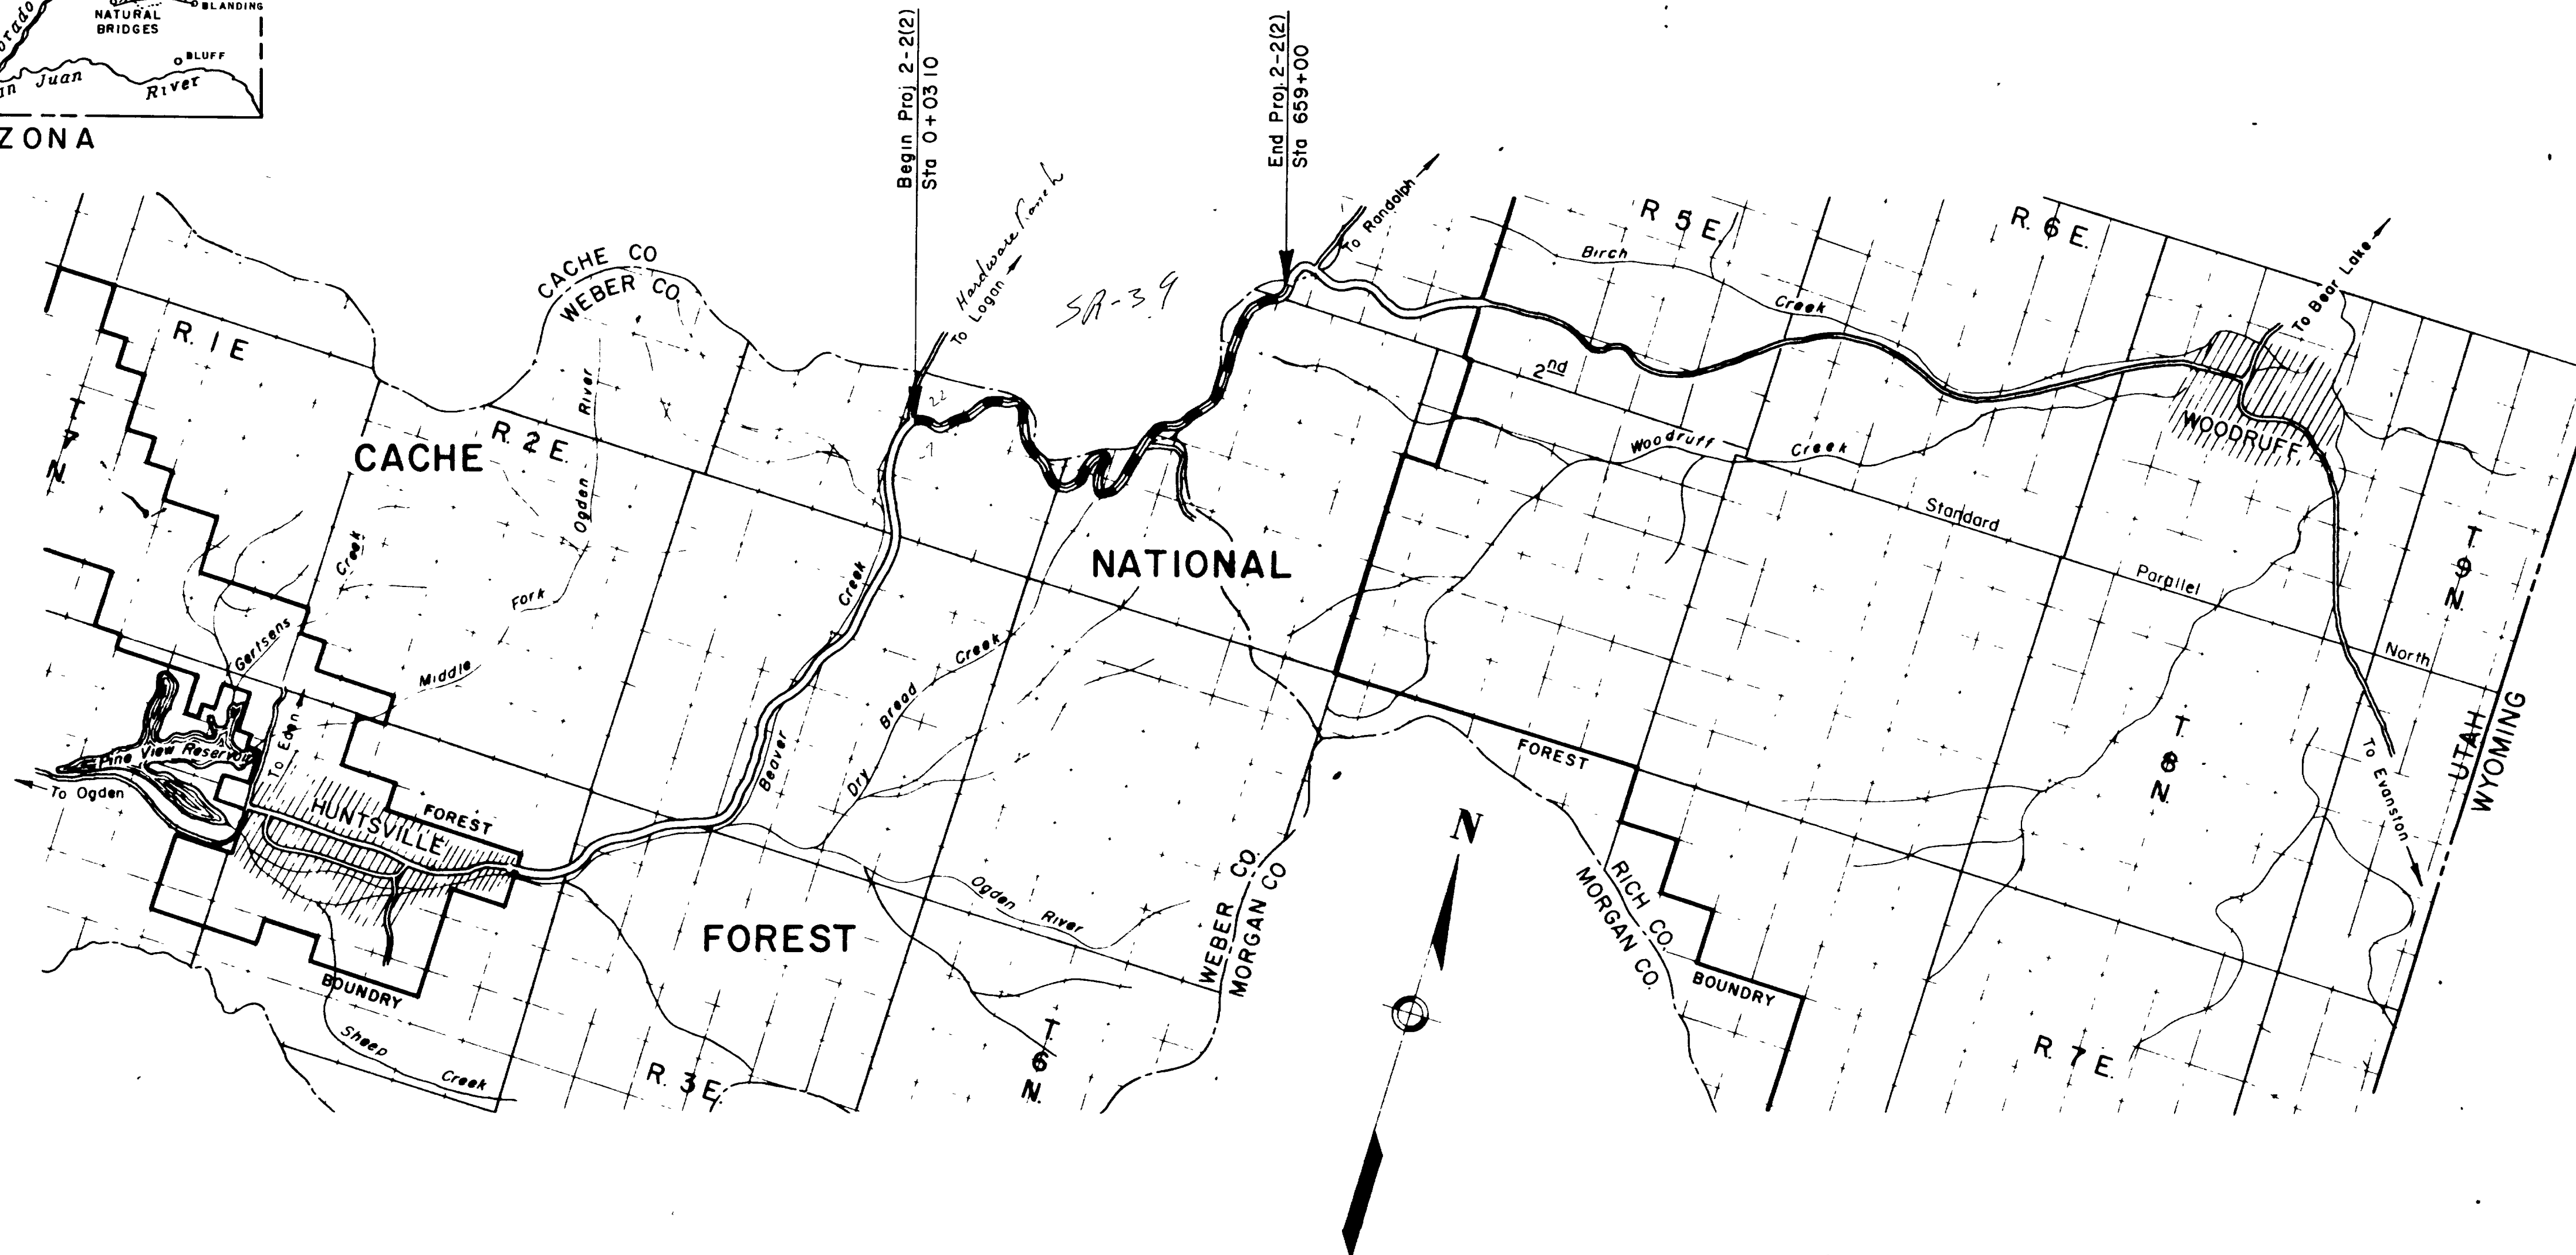 orado
NATURAL
BRIDGES
BLANDING
BLUFF
an Juan River
ZONA
Begin Proj 2-2(2)
Sta 0+03 10
End Proj. 2-2(2)
Sta 659+00
Hardware Ranch
To Logan
SR-39
To Randolph
R. 5 E.
R. 6 E.
To Bear Lake
Birch Creek
CACHE CO
WEBER CO.
R. 1 E
T. 7 N.
CACHE
R. 2 E.
Ogden River
22
2nd
Woodruff Creek
WOODRUFF
Standard
Parallel
North
T. 9 N.
NATIONAL
Creek
Fork
Creek
Gertsens
Middle
Creek
Bread
Dry
Beaver
Pine View Reservoir
To Eden
To Ogden
HUNTSVILLE
FOREST
FOREST
N
T. 8 N.
UTAH
WYOMING
To Evanston
FOREST
Ogden River
WEBER CO.
MORGAN CO
RICH CO.
MORGAN CO.
BOUNDRY
BOUNDRY
Sheep Creek
R. 3 E.
T. 6 N.
R. 7 E.